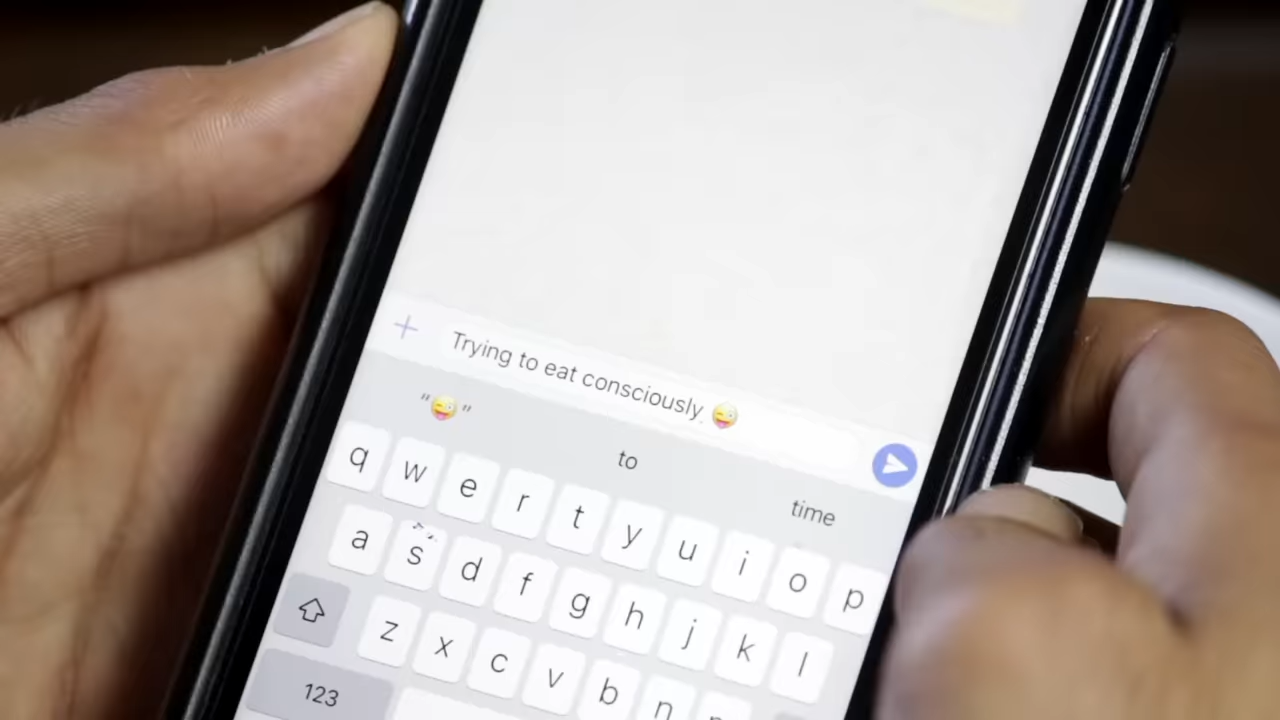 + Trying to eat consciously. 😜
“😜” to time
q w e r t y u i o p
a s d f g h j k l
z x c v b n
123